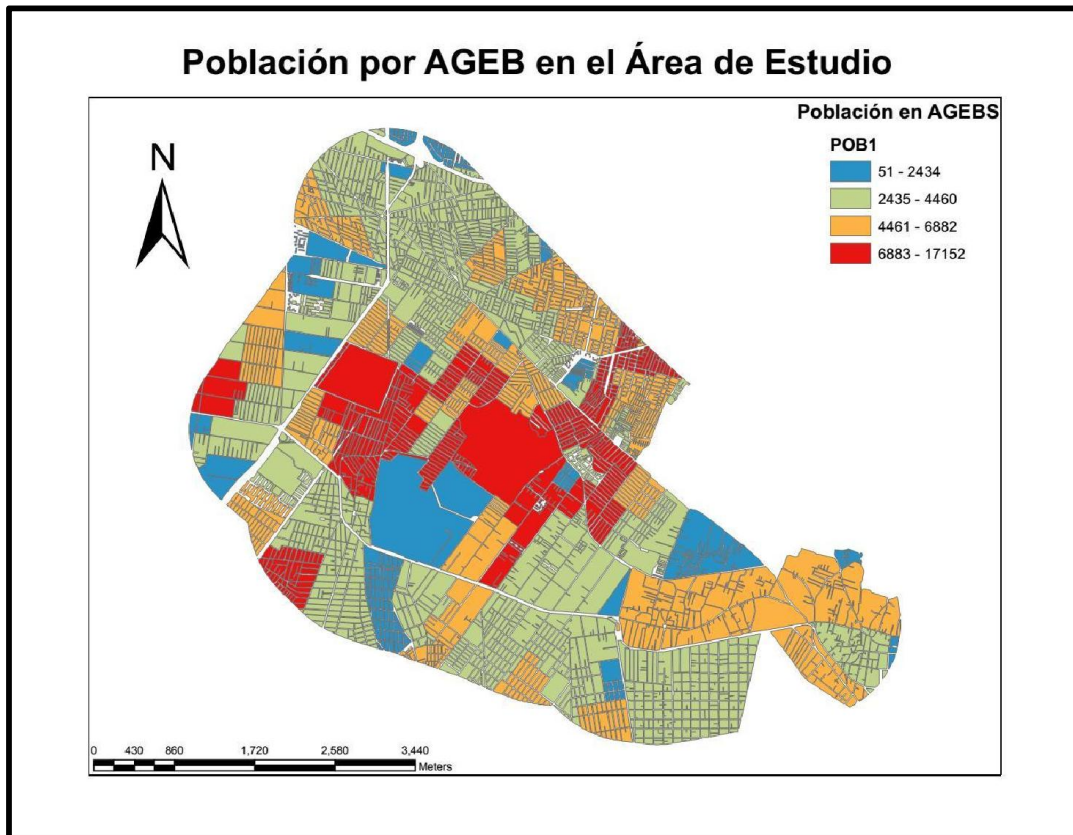 Población por AGEB en el Área de Estudio
Población en AGEBS
POB1
51 - 2434
2435 - 4460
4461 - 6882
6883 - 17152
N
0 430 860 1,720 2,580 3,440
Meters